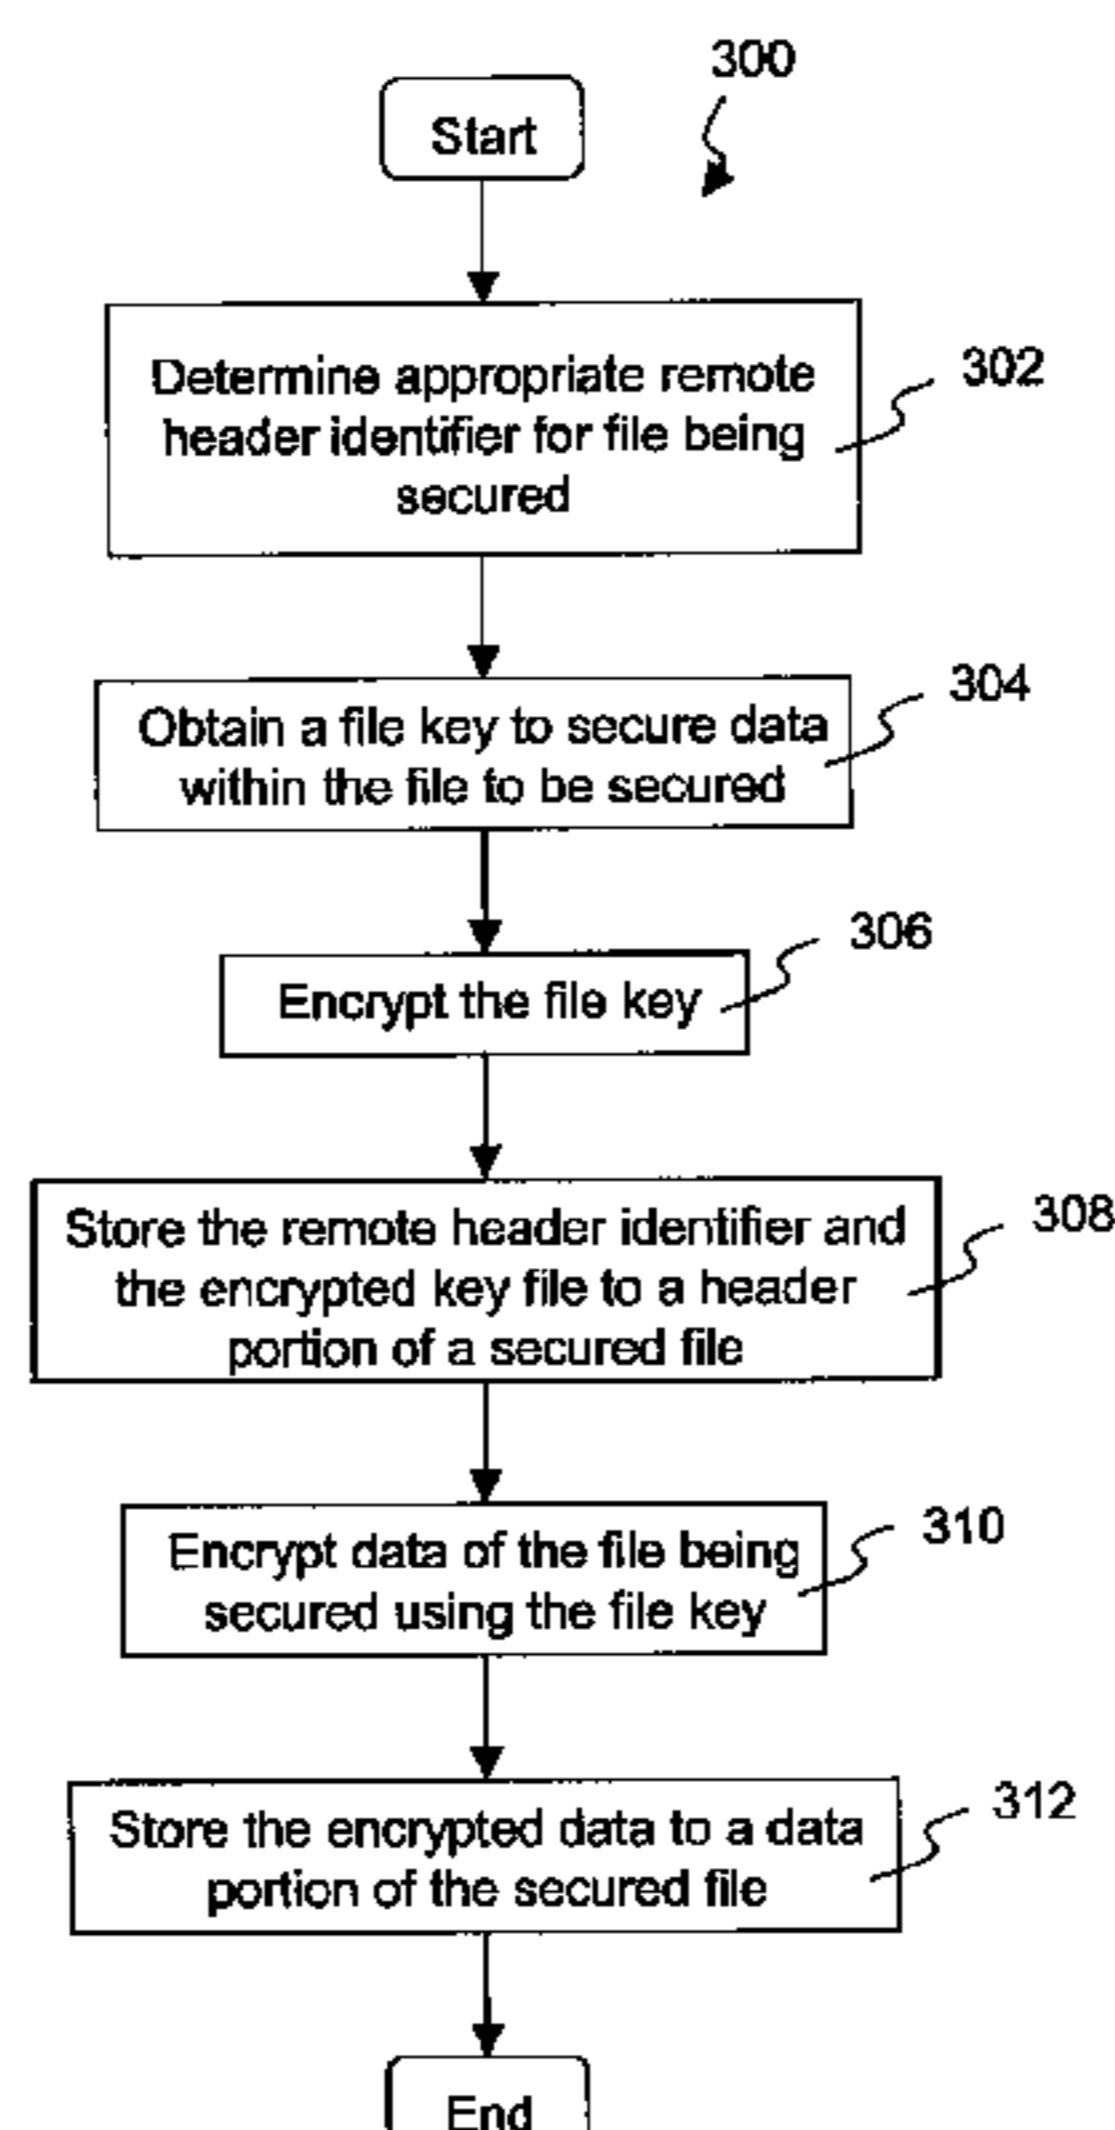 300
Start
Determine appropriate remote
header identifier for file being
secured
302
Obtain a file key to secure data
within the file to be secured
304
Encrypt the file key
306
Store the remote header identifier and
the encrypted key file to a header
portion of a secured file
308
Encrypt data of the file being
secured using the file key
310
Store the encrypted data to a data
portion of the secured file
312
End